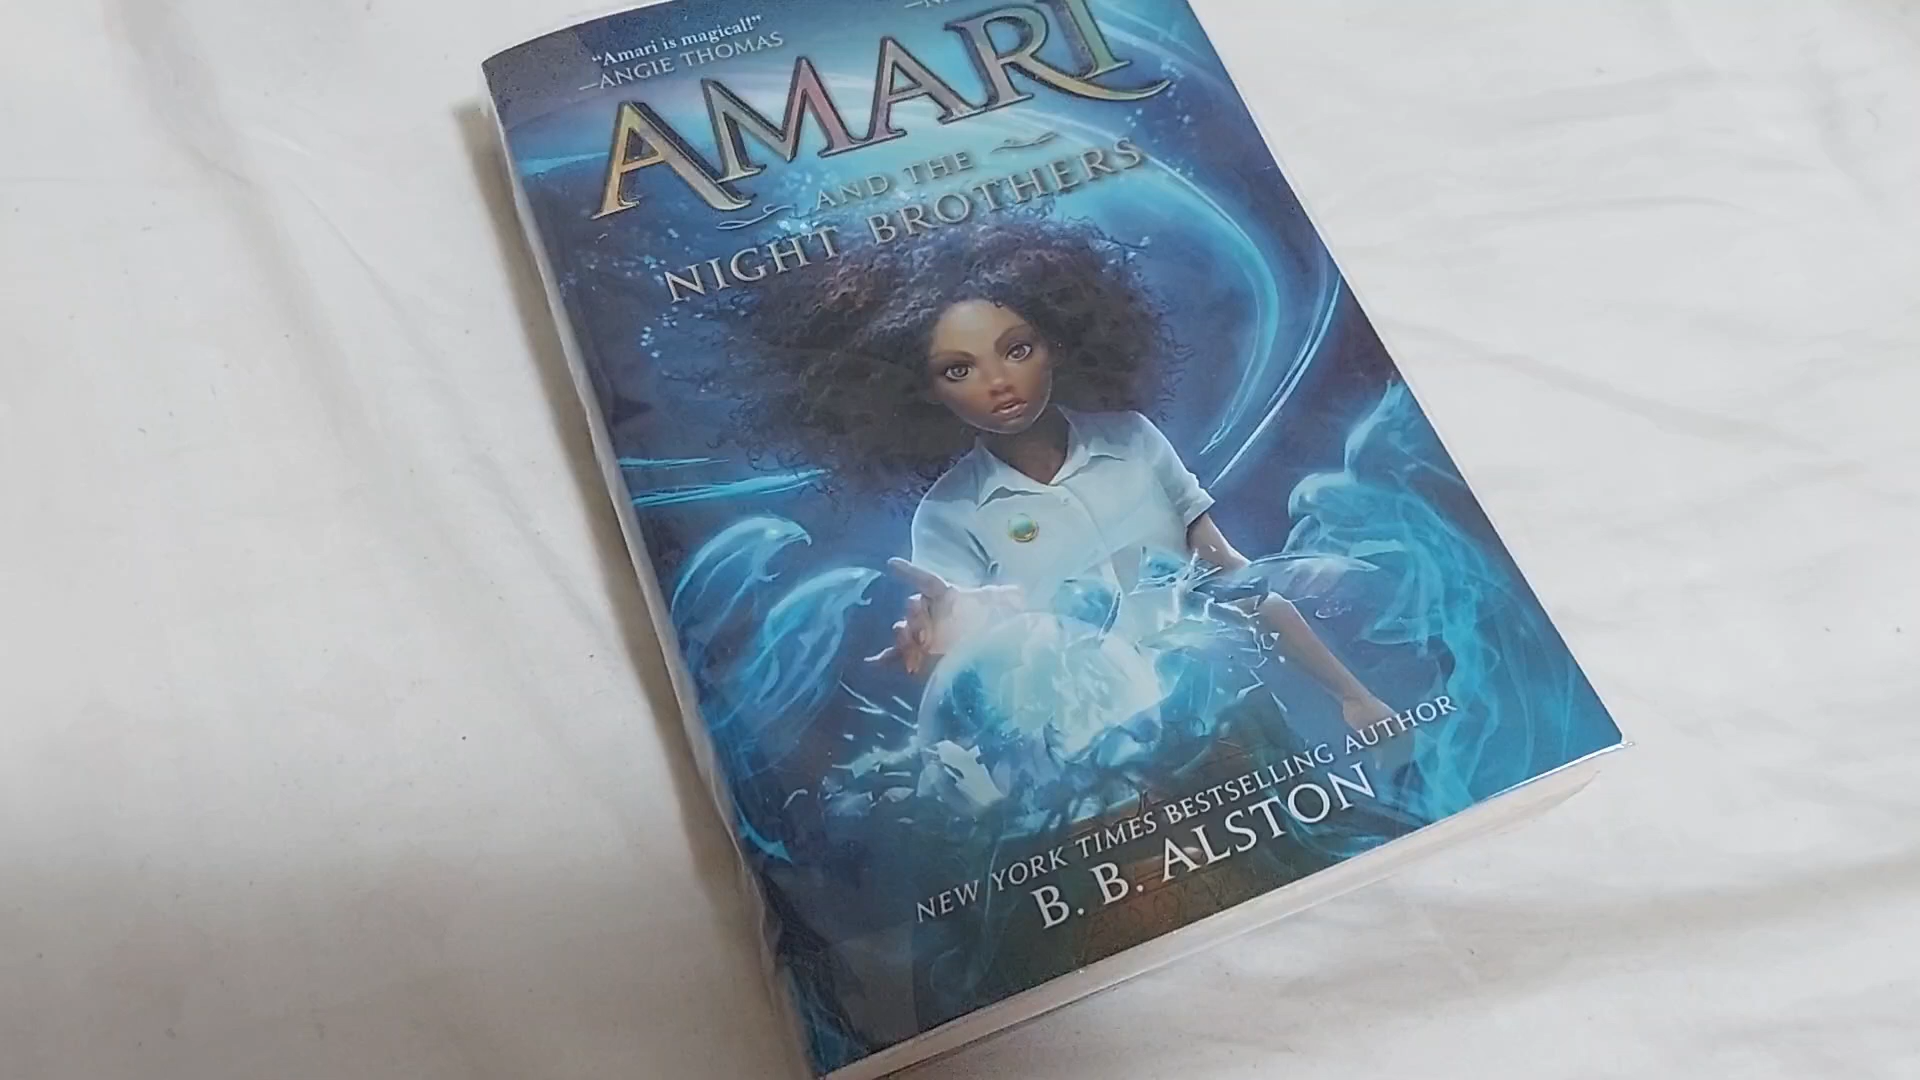 "Amari is magical!"
—ANGIE THOMAS
AMARI
AND THE
NIGHT BROTHERS
NEW YORK TIMES BESTSELLING AUTHOR
B. B. ALSTON